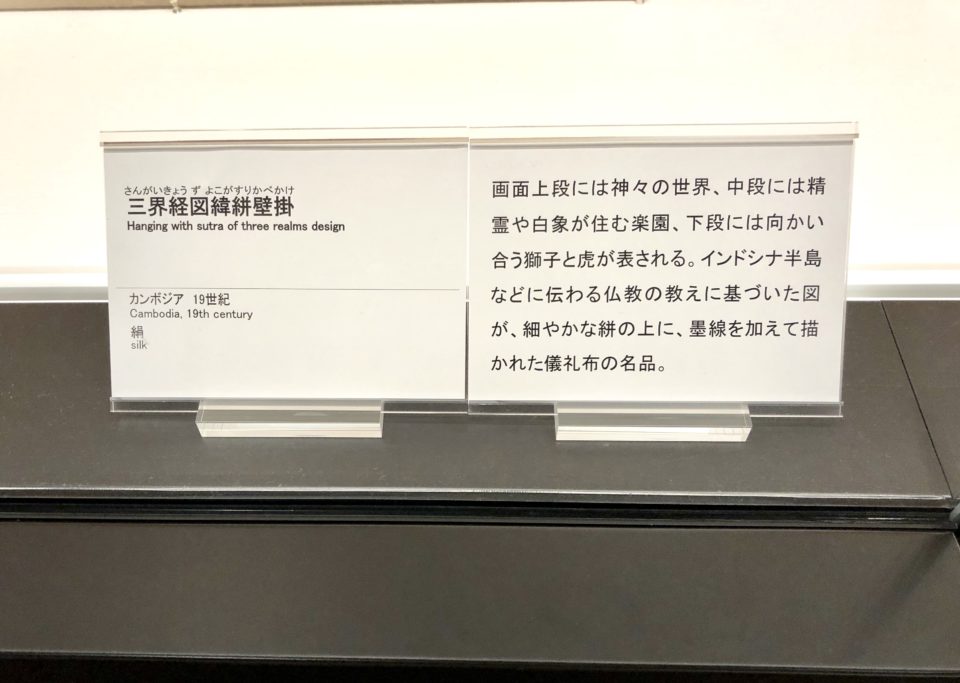 さんがいきょう ず よこがすりかべかけ
三界経図緯絣壁掛
Hanging with sutra of three realms design
カンボジア 19世紀
Cambodia, 19th century
絹
silk
画面上段には神々の世界、中段には精
霊や白象が住む楽園、下段には向かい
合う獅子と虎が表される。インドシナ半島
などに伝わる仏教の教えに基づいた図
が、細やかな絣の上に、墨線を加えて描
かれた儀礼布の名品。